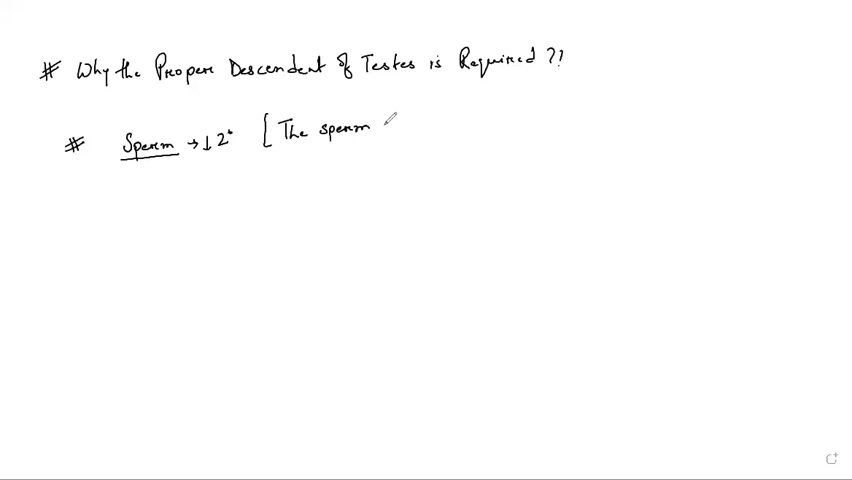 # Why the Proper Descendent of Testes is Required ??
# Sperm → ↓ 2° [ The sperm